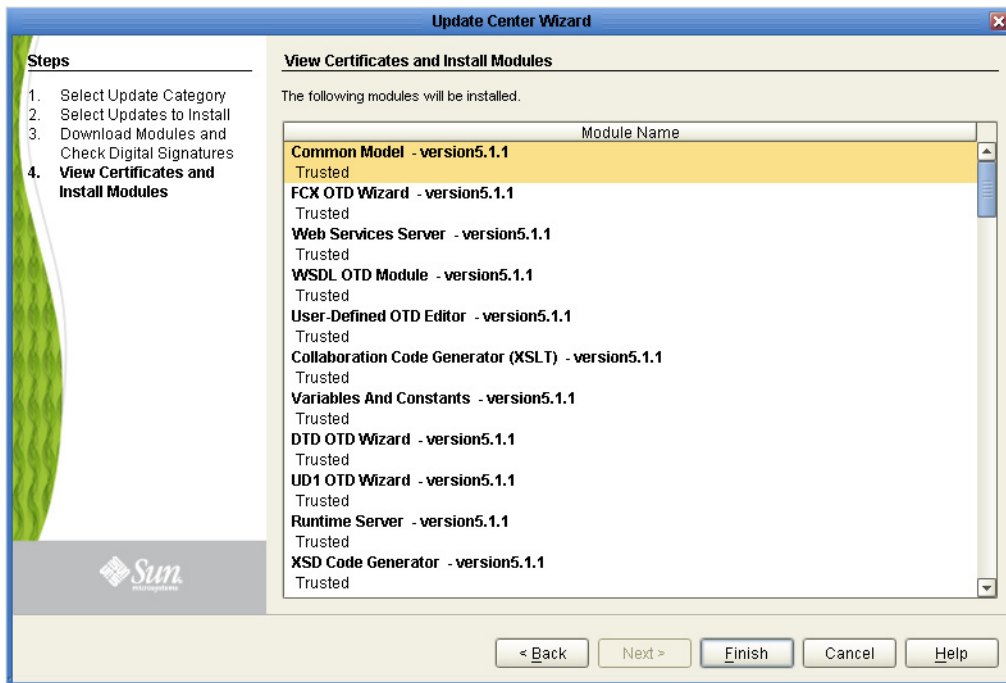 Update Center Wizard
Steps
1. Select Update Category
2. Select Updates to Install
3. Download Modules and
Check Digital Signatures
4. View Certificates and
Install Modules
Sun
microsystems
View Certificates and Install Modules
The following modules will be installed.
Module Name
Common Model - version5.1.1
Trusted
FCX OTD Wizard - version5.1.1
Trusted
Web Services Server - version5.1.1
Trusted
WSDL OTD Module - version5.1.1
Trusted
User-Defined OTD Editor - version5.1.1
Trusted
Collaboration Code Generator (XSLT) - version5.1.1
Trusted
Variables And Constants - version5.1.1
Trusted
DTD OTD Wizard - version5.1.1
Trusted
UD1 OTD Wizard - version5.1.1
Trusted
Runtime Server - version5.1.1
Trusted
XSD Code Generator - version5.1.1
Trusted
< Back
Next >
Finish
Cancel
Help